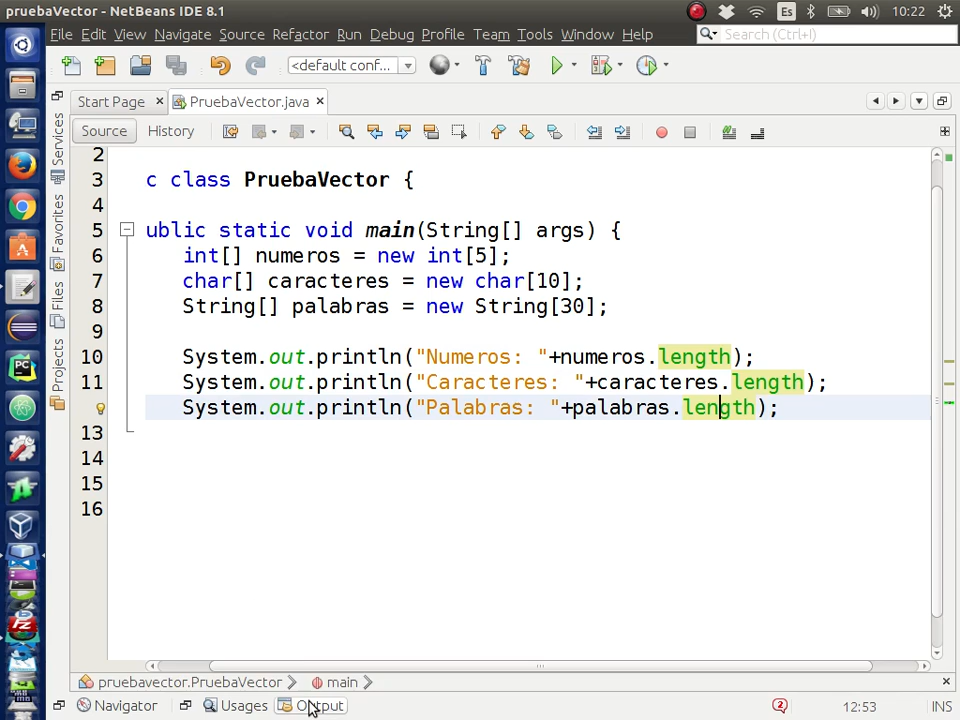 pruebaVector - NetBeans IDE 8.1
Es
10:22
File Edit View Navigate Source Refactor Run Debug Profile Team Tools Window Help
Search (Ctrl+I)
<default conf...
Start Page
PruebaVector.java
Source
History
Services
Favorites
Files
Projects
2
3 c class PruebaVector {
4
5 ublic static void main(String[] args) {
6 int[] numeros = new int[5];
7 char[] caracteres = new char[10];
8 String[] palabras = new String[30];
9
10 System.out.println("Numeros: "+numeros.length);
11 System.out.println("Caracteres: "+caracteres.length);
System.out.println("Palabras: "+palabras.length);
13
14
15
16
pruebavector.PruebaVector
main
Navigator
Usages
Output
2
12:53
INS